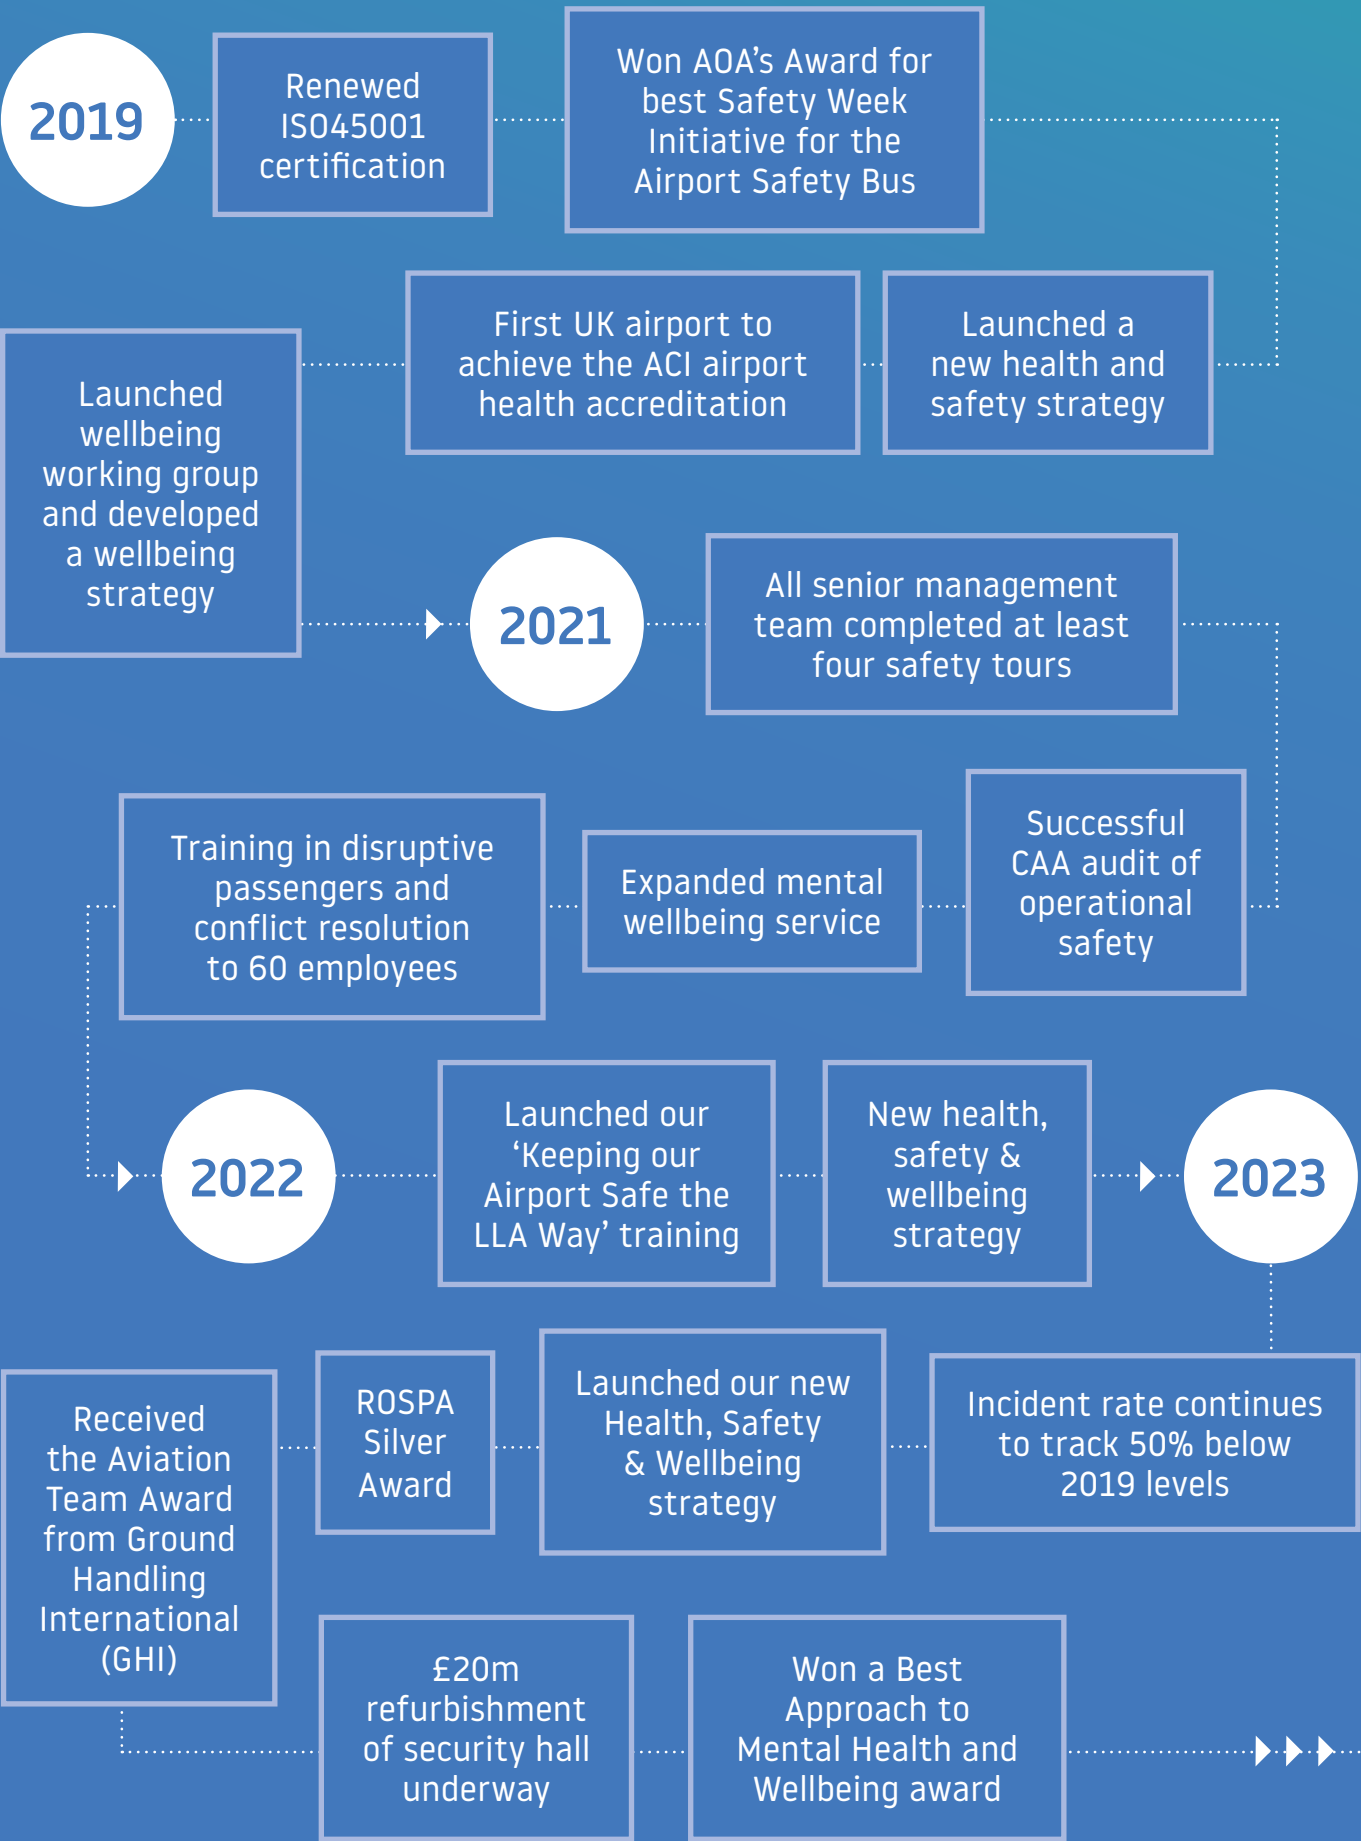 2019
Renewed
ISO45001
certification
Won AOA's Award for
best Safety Week
Initiative for the
Airport Safety Bus
Launched a
new health and
safety strategy
First UK airport to
achieve the ACI airport
health accreditation
Launched
wellbeing
working group
and developed
a wellbeing
strategy
2021
All senior management
team completed at least
four safety tours
Successful
CAA audit of
operational
safety
Expanded mental
wellbeing service
Training in disruptive
passengers and
conflict resolution
to 60 employees
2022
Launched our
‘Keeping our
Airport Safe the
LLA Way’ training
New health,
safety &
wellbeing
strategy
2023
Incident rate continues
to track 50% below
2019 levels
Launched our new
Health, Safety
& Wellbeing
strategy
ROSPA
Silver
Award
Received
the Aviation
Team Award
from Ground
Handling
International
(GHI)
£20m
refurbishment
of security hall
underway
Won a Best
Approach to
Mental Health and
Wellbeing award